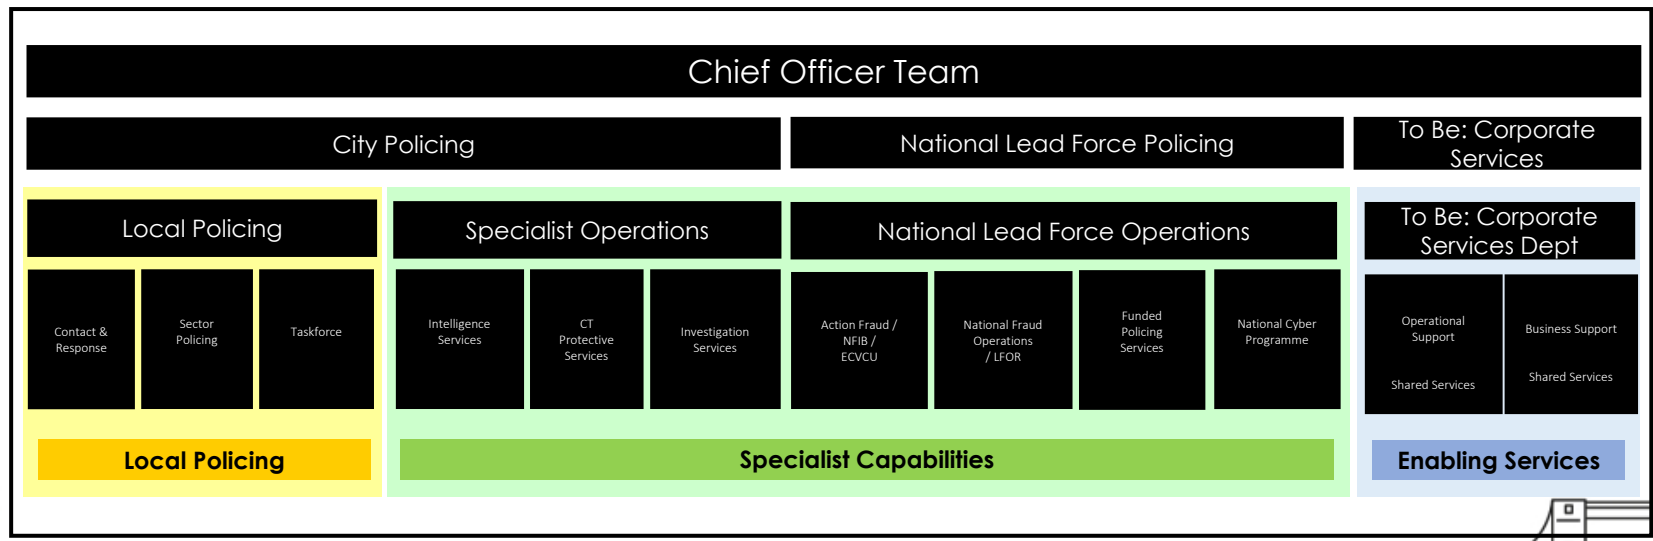 Chief Officer Team
City Policing
National Lead Force Policing
To Be: Corporate
Services
Local Policing
Specialist Operations
National Lead Force Operations
To Be: Corporate
Services Dept
Contact &
Response
Sector
Policing
Taskforce
Intelligence
Services
CT
Protective
Services
Investigation
Services
Action Fraud /
NFIB /
ECVCU
National Fraud
Operations
/ LFOR
Funded
Policing
Services
National Cyber
Programme
Operational
Support
Shared Services
Business Support
Shared Services
Local Policing
Specialist Capabilities
Enabling Services